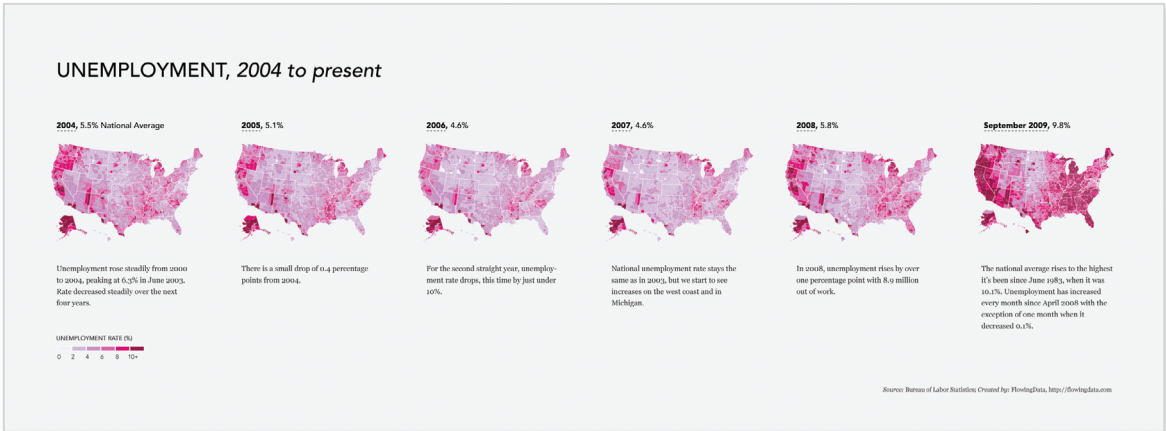 UNEMPLOYMENT, 2004 to present
2004, 5.5% National Average
Unemployment rose steadily from 2000
to 2004, peaking at 6.3% in June 2003.
Rate decreased steadily over the next
four years.
2005, 5.1%
There is a small drop of 0.4 percentage
points from 2004.
2006, 4.6%
For the second straight year, unemploy-
ment rate drops, this time by just under
10%.
2007, 4.6%
National unemployment rate stays the
same as in 2003, but we start to see
increases on the west coast and in
Michigan.
2008, 5.8%
In 2008, unemployment rises by over
one percentage point with 8.9 million
out of work.
September 2009, 9.8%
The national average rises to the highest
it's been since June 1983, when it was
10.1%. Unemployment has increased
every month since April 2008 with the
exception of one month when it
decreased 0.1%.
UNEMPLOYMENT RATE (%)
0 2 4 6 8 10+
Source: Bureau of Labor Statistics; Created by: FlowingData, http://flowingdata.com